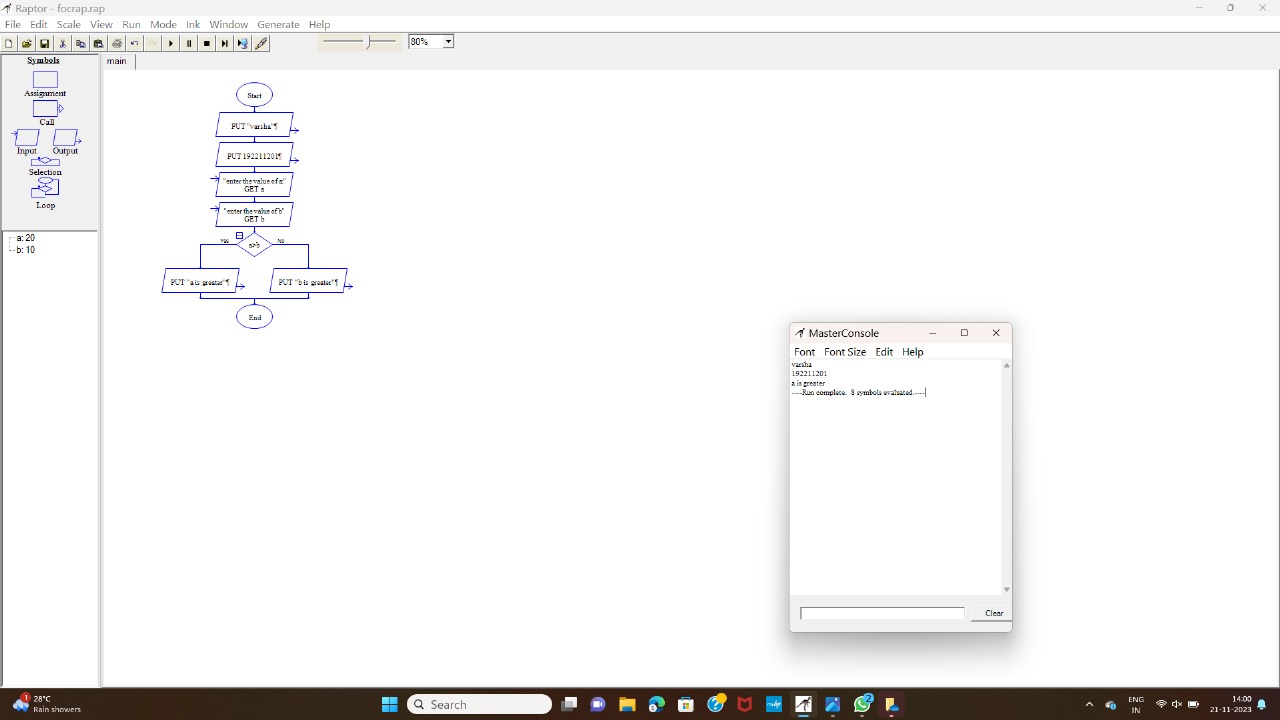 Raptor - focrap.rap
File Edit Scale View Run Mode Ink Window Generate Help
80%
Symbols
main
Assignment
Call
Input Output
Selection
Loop
a: 20
b: 10
Start
PUT "varsha"¶
PUT 192211201¶
"enter the value of a:"
GET a
"enter the value of b"
GET b
Yes a>b No
PUT "a is greater"¶ PUT "b is greater"¶
End
MasterConsole
Font Font Size Edit Help
varsha
192211201
a is greater
----Run complete. 8 symbols evaluated.----
Clear
1
28°C
Rain showers
Search
2
ENG
IN
14:00
21-11-2023